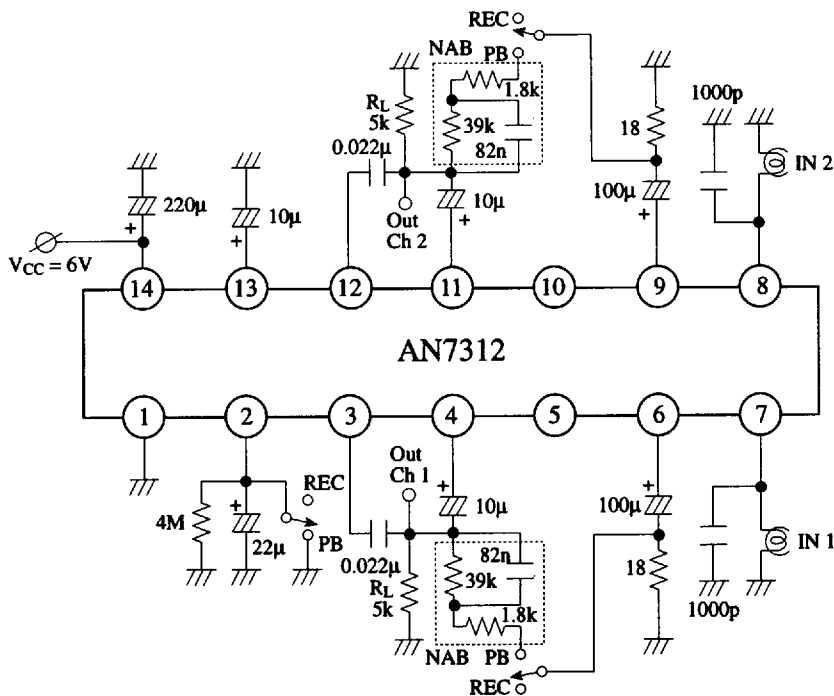 REC
NAB
PB
1000p
RL
5k
1.8k
39k
82n
18
0.022μ
IN 2
220μ
10μ
10μ
100μ
+
+
+
+
Out
Ch 2
VCC = 6V
14
13
12
11
10
9
8
AN7312
1
2
3
4
5
6
7
Out
Ch 1
+
+
+
REC
4M
22μ
PB
10μ
100μ
0.022μ
82n
39k
RL
5k
1.8k
18
IN 1
1000p
NAB
PB
REC